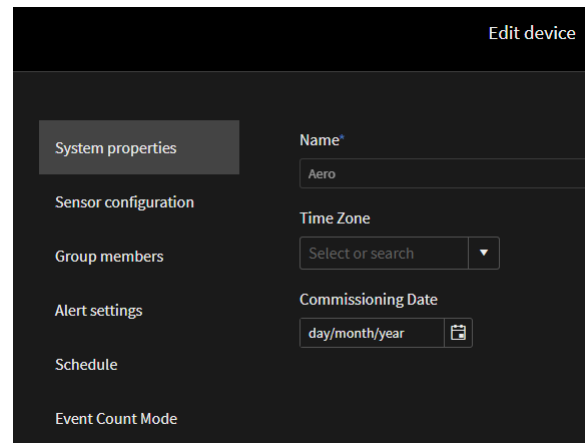 Edit device
System properties
Sensor configuration
Group members
Alert settings
Schedule
Event Count Mode
Name*
Aero
Time Zone
Select or search
Commissioning Date
day/month/year